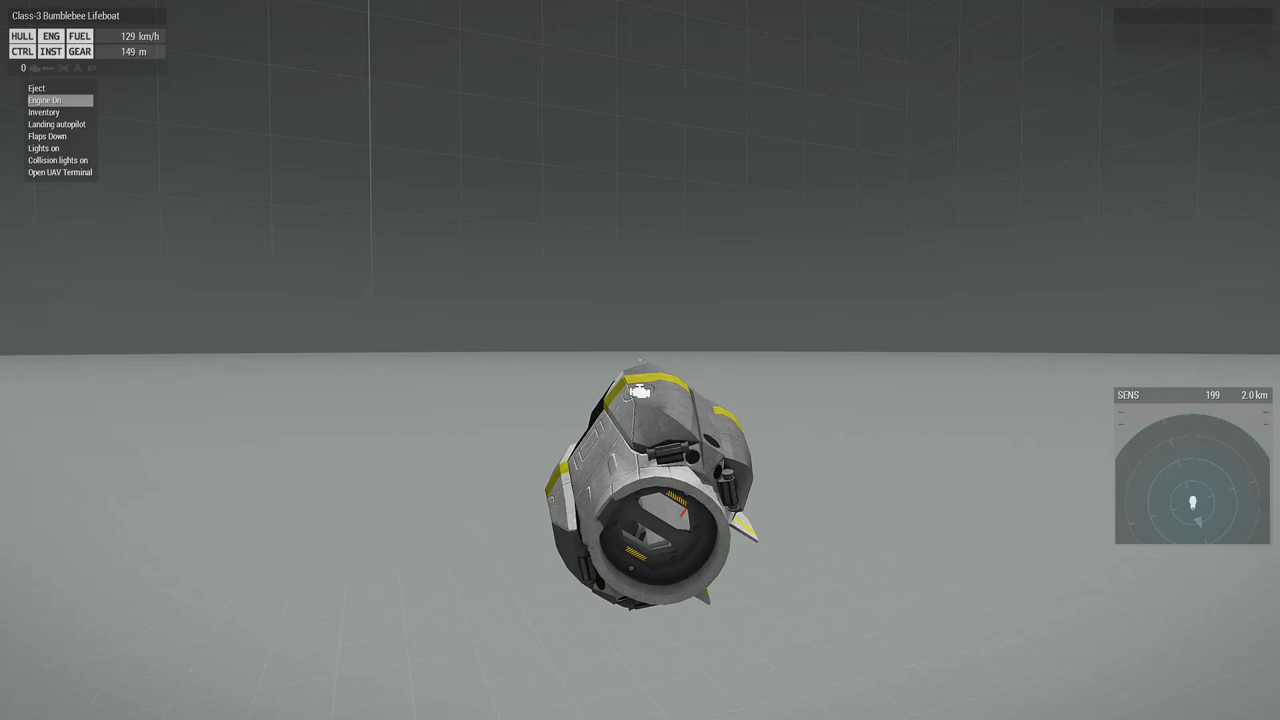 Class-3 Bumblebee Lifeboat
HULL ENG FUEL 129 km/h
CTRL INST GEAR 149 m
0
Eject
Engine On
Inventory
Landing autopilot
Flaps Down
Lights on
Collision lights on
Open UAV Terminal
SENS 199 2.0 km